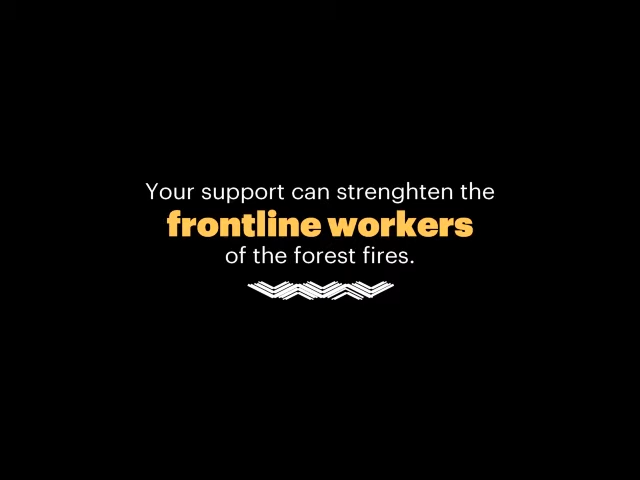 Your support can strenghten the
frontline workers
of the forest fires.